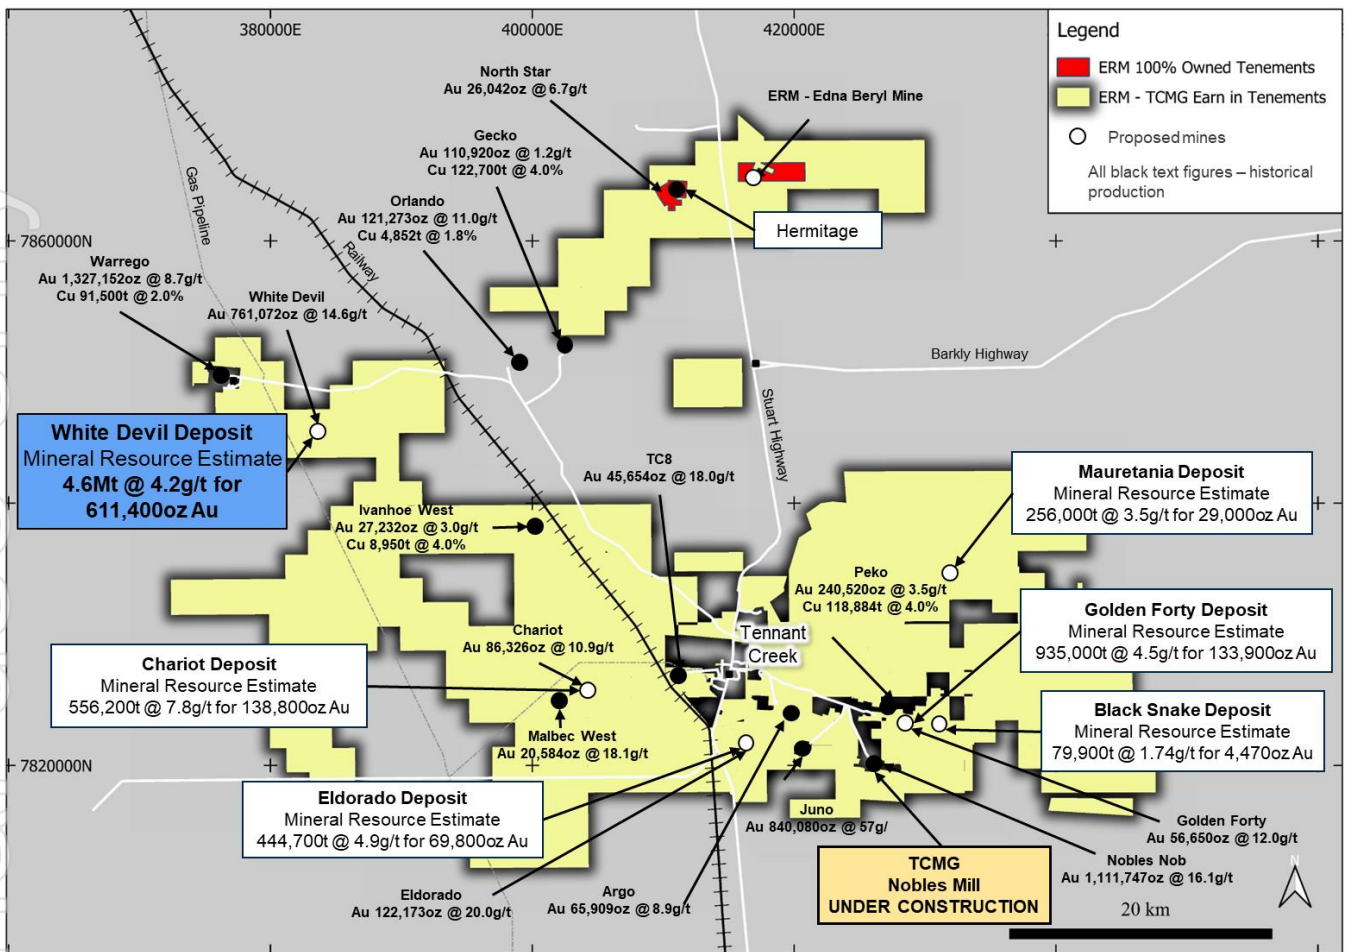 380000E
400000E
420000E
Legend
ERM 100% Owned Tenements
ERM - TCMG Earn in Tenements
Proposed mines
All black text figures – historical
production
North Star
Au 26,042oz @ 6.7g/t
ERM - Edna Beryl Mine
Gecko
Au 110,920oz @ 1.2g/t
Cu 122,700t @ 4.0%
Gas Pipeline
Orlando
Au 121,273oz @ 11.0g/t
Cu 4,852t @ 1.8%
Hermitage
7860000N
Railway
Warrego
Au 1,327,152oz @ 8.7g/t
Cu 91,500t @ 2.0%
White Devil
Au 761,072oz @ 14.6g/t
Barkly Highway
Stuart Highway
White Devil Deposit
Mineral Resource Estimate
4.6Mt @ 4.2g/t for
611,400oz Au
TC8
Au 45,654oz @ 18.0g/t
Mauretania Deposit
Mineral Resource Estimate
256,000t @ 3.5g/t for 29,000oz Au
Ivanhoe West
Au 27,232oz @ 3.0g/t
Cu 8,950t @ 4.0%
Peko
Au 240,520oz @ 3.5g/t
Cu 118,884t @ 4.0%
Golden Forty Deposit
Mineral Resource Estimate
935,000t @ 4.5g/t for 133,900oz Au
Tennant
Creek
Chariot
Au 86,326oz @ 10.9g/t
Chariot Deposit
Mineral Resource Estimate
556,200t @ 7.8g/t for 138,800oz Au
Black Snake Deposit
Mineral Resource Estimate
79,900t @ 1.74g/t for 4,470oz Au
Malbec West
Au 20,584oz @ 18.1g/t
7820000N
Eldorado Deposit
Mineral Resource Estimate
444,700t @ 4.9g/t for 69,800oz Au
Juno
Au 840,080oz @ 57g/
Golden Forty
Au 56,650oz @ 12.0g/t
TCMG
Nobles Mill
UNDER CONSTRUCTION
Nobles Nob
Au 1,111,747oz @ 16.1g/t
Eldorado
Au 122,173oz @ 20.0g/t
Argo
Au 65,909oz @ 8.9g/t
N
20 km